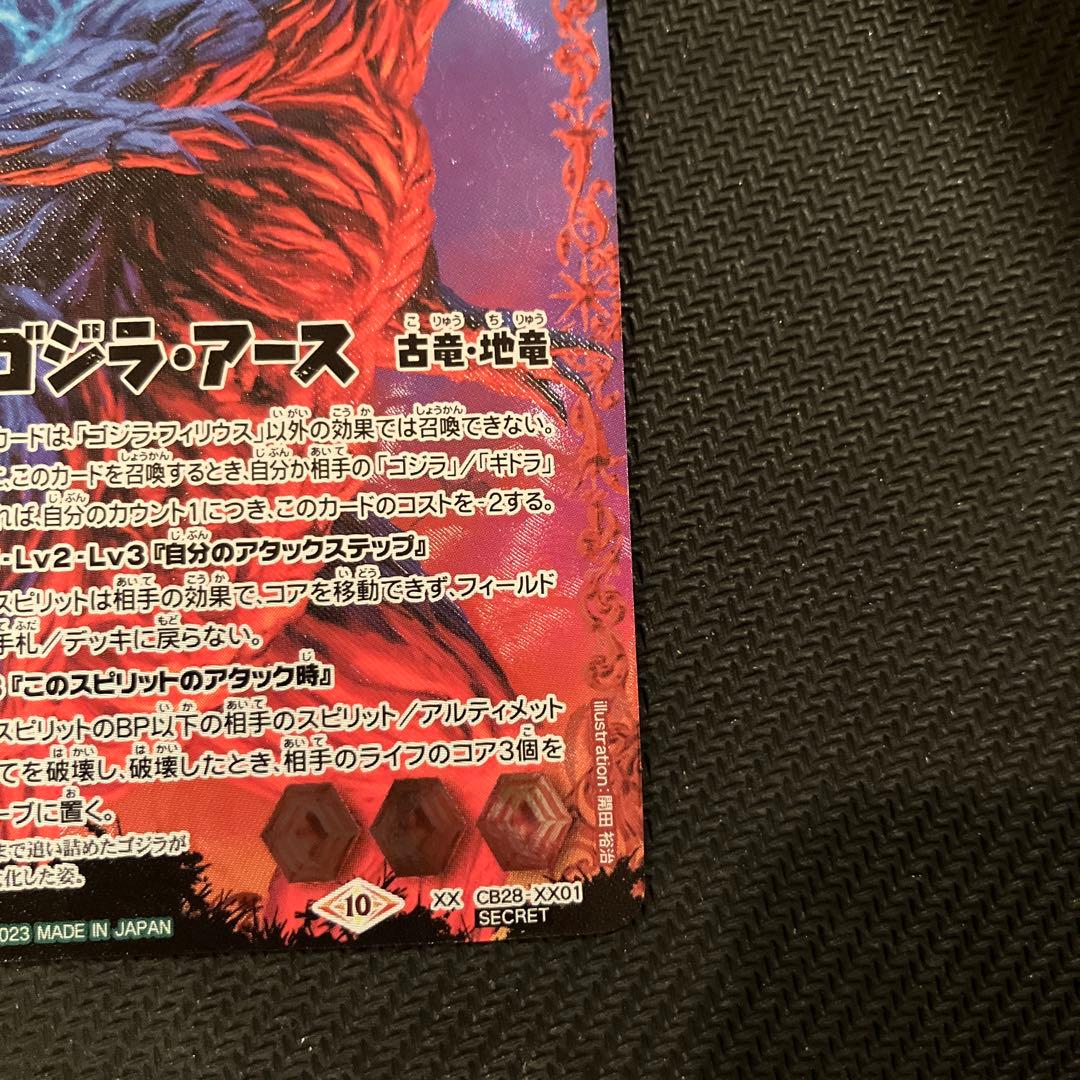 ゴジラ・アース 古竜・地竜
カードは、「ゴジラ・フィリウス」以外の効果では召喚できない。
、このカードを召喚するとき、自分か相手の「ゴジラ」/「ギドラ」
れば、自分のカウント1につき、このカードのコストを-2する。
・Lv2・Lv3『自分のアタックステップ』
スピリットは相手の効果で、コアを移動できず、フィールド
手札/デッキに戻らない。
『このスピリットのアタック時』
スピリットのBP以下の相手のスピリット/アルティメット
てを破壊し、破壊したとき、相手のライフのコア3個を
ーブに置く。
まで追い詰めたゴジラが
化した姿。
illustration:開田 裕治
10 XX CB28-XX01
SECRET
023 MADE IN JAPAN